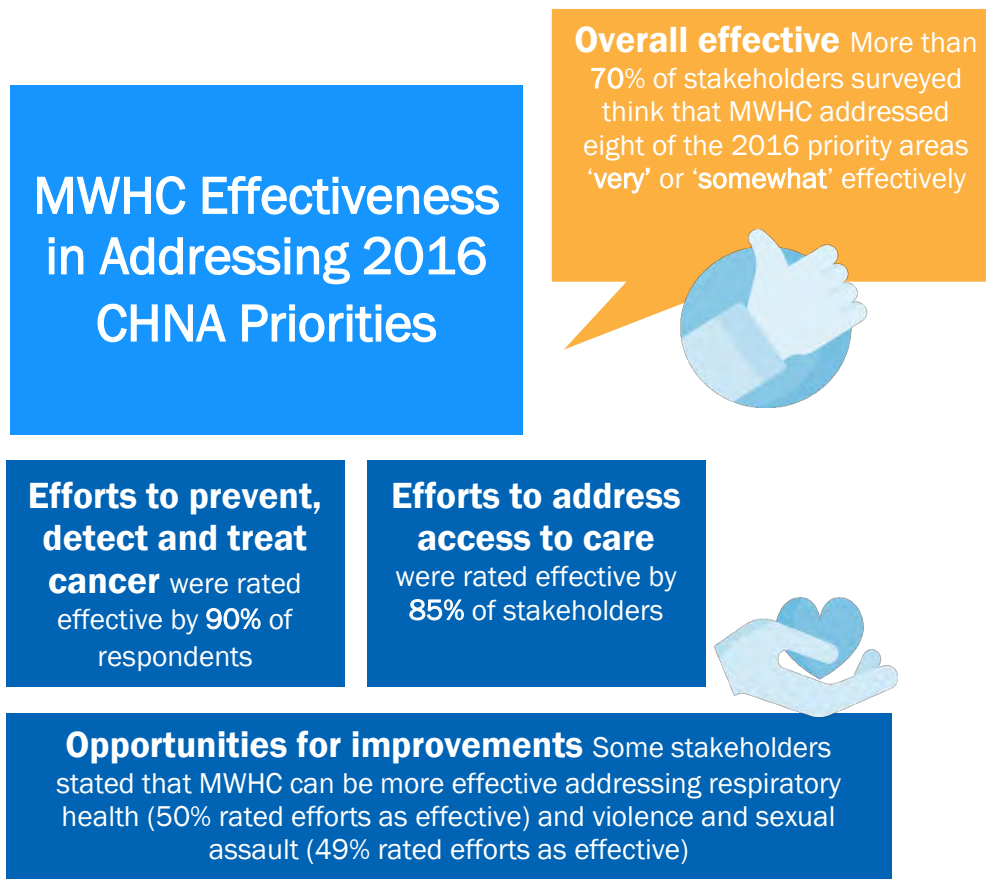 Overall effective More than
70% of stakeholders surveyed
think that MWHC addressed
eight of the 2016 priority areas
‘very’ or ‘somewhat’ effectively
MWHC Effectiveness
in Addressing 2016
CHNA Priorities
Efforts to prevent,
detect and treat
cancer were rated
effective by 90% of
respondents
Efforts to address
access to care
were rated effective by
85% of stakeholders
Opportunities for improvements Some stakeholders
stated that MWHC can be more effective addressing respiratory
health (50% rated efforts as effective) and violence and sexual
assault (49% rated efforts as effective)